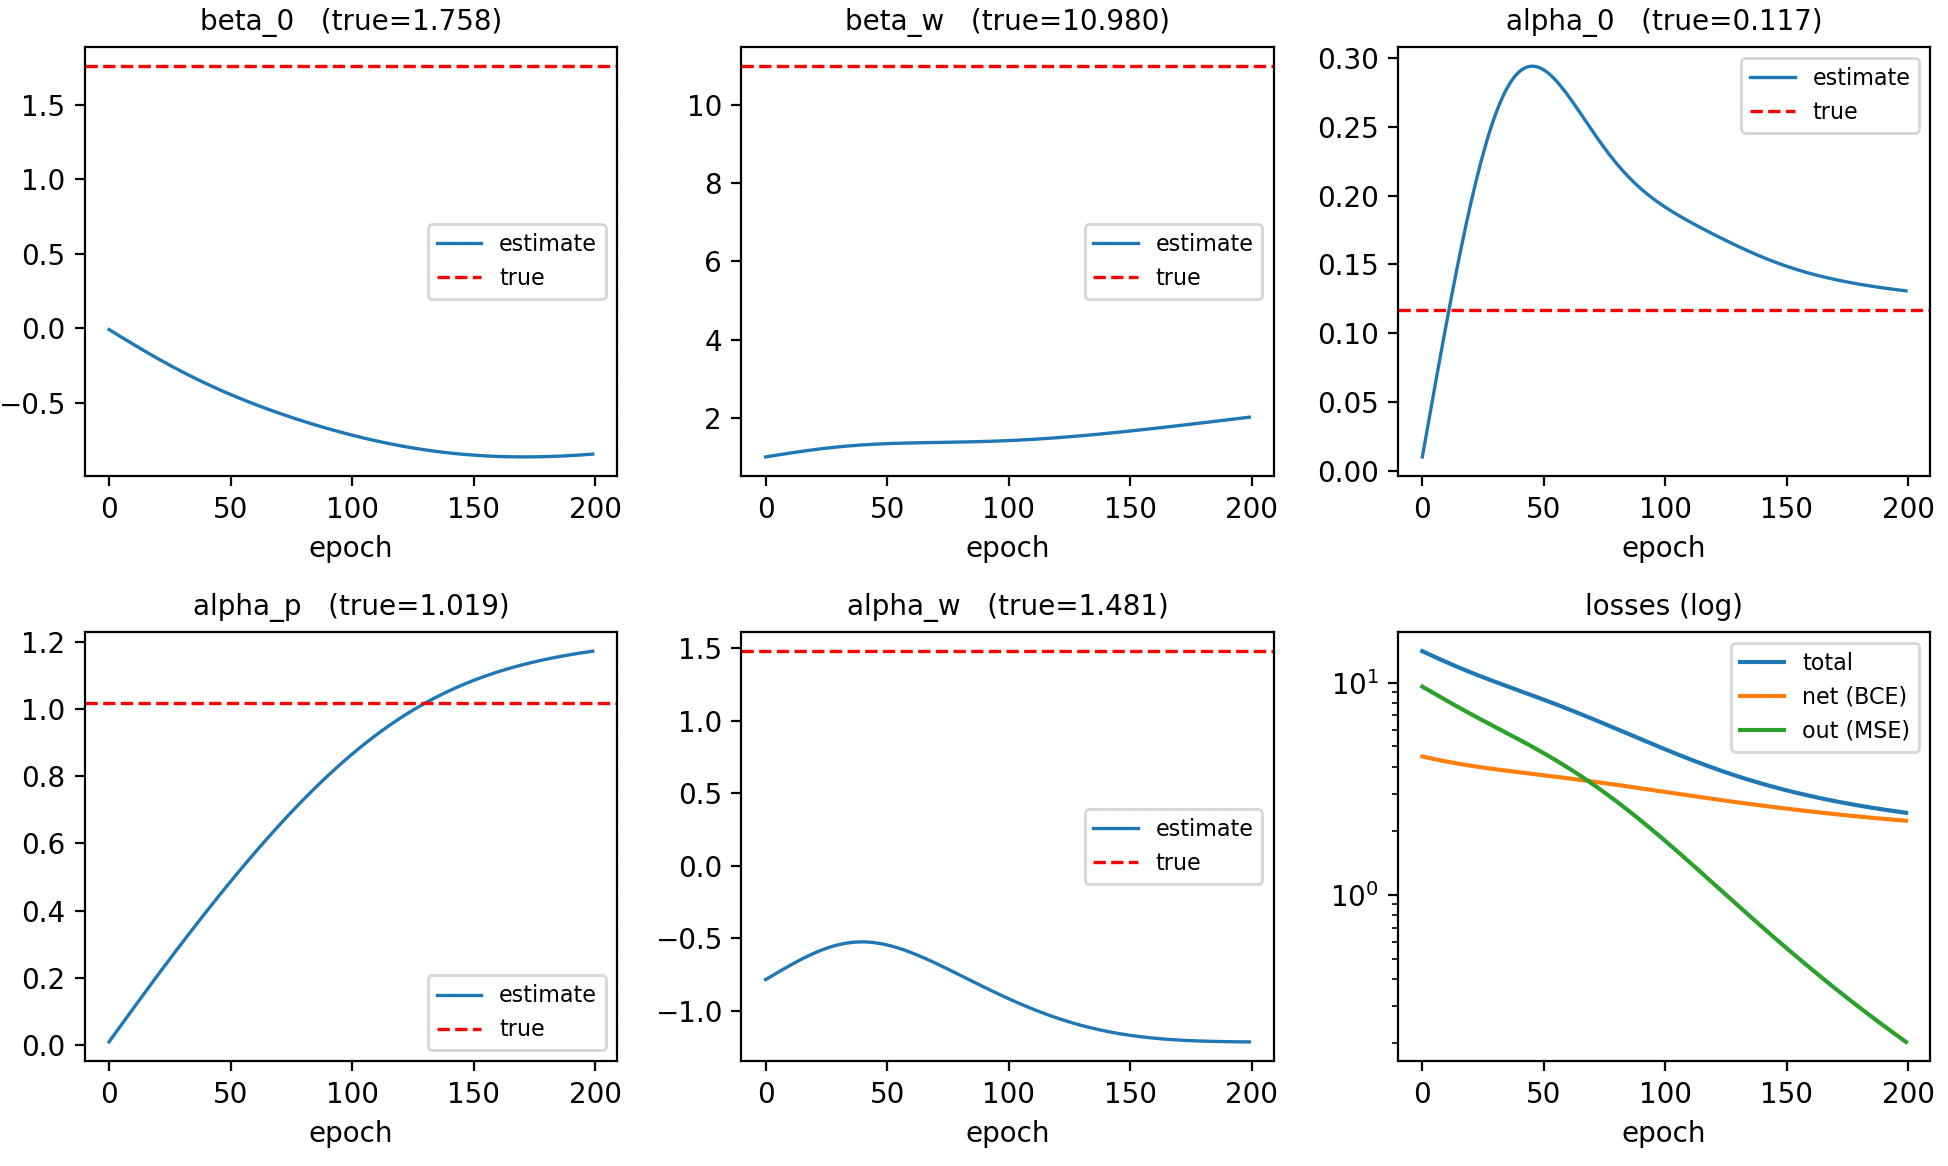 beta_0 (true=1.758)
1.5
1.0
0.5
0.0
−0.5
estimate
true
0 50 100 150 200
epoch
beta_w (true=10.980)
10
8
6
4
2
estimate
true
0 50 100 150 200
epoch
alpha_0 (true=0.117)
0.30
0.25
0.20
0.15
0.10
0.05
0.00
estimate
true
0 50 100 150 200
epoch
alpha_p (true=1.019)
1.2
1.0
0.8
0.6
0.4
0.2
0.0
estimate
true
0 50 100 150 200
epoch
alpha_w (true=1.481)
1.5
1.0
0.5
0.0
−0.5
−1.0
estimate
true
0 50 100 150 200
epoch
losses (log)
10¹
10⁰
total
net (BCE)
out (MSE)
0 50 100 150 200
epoch